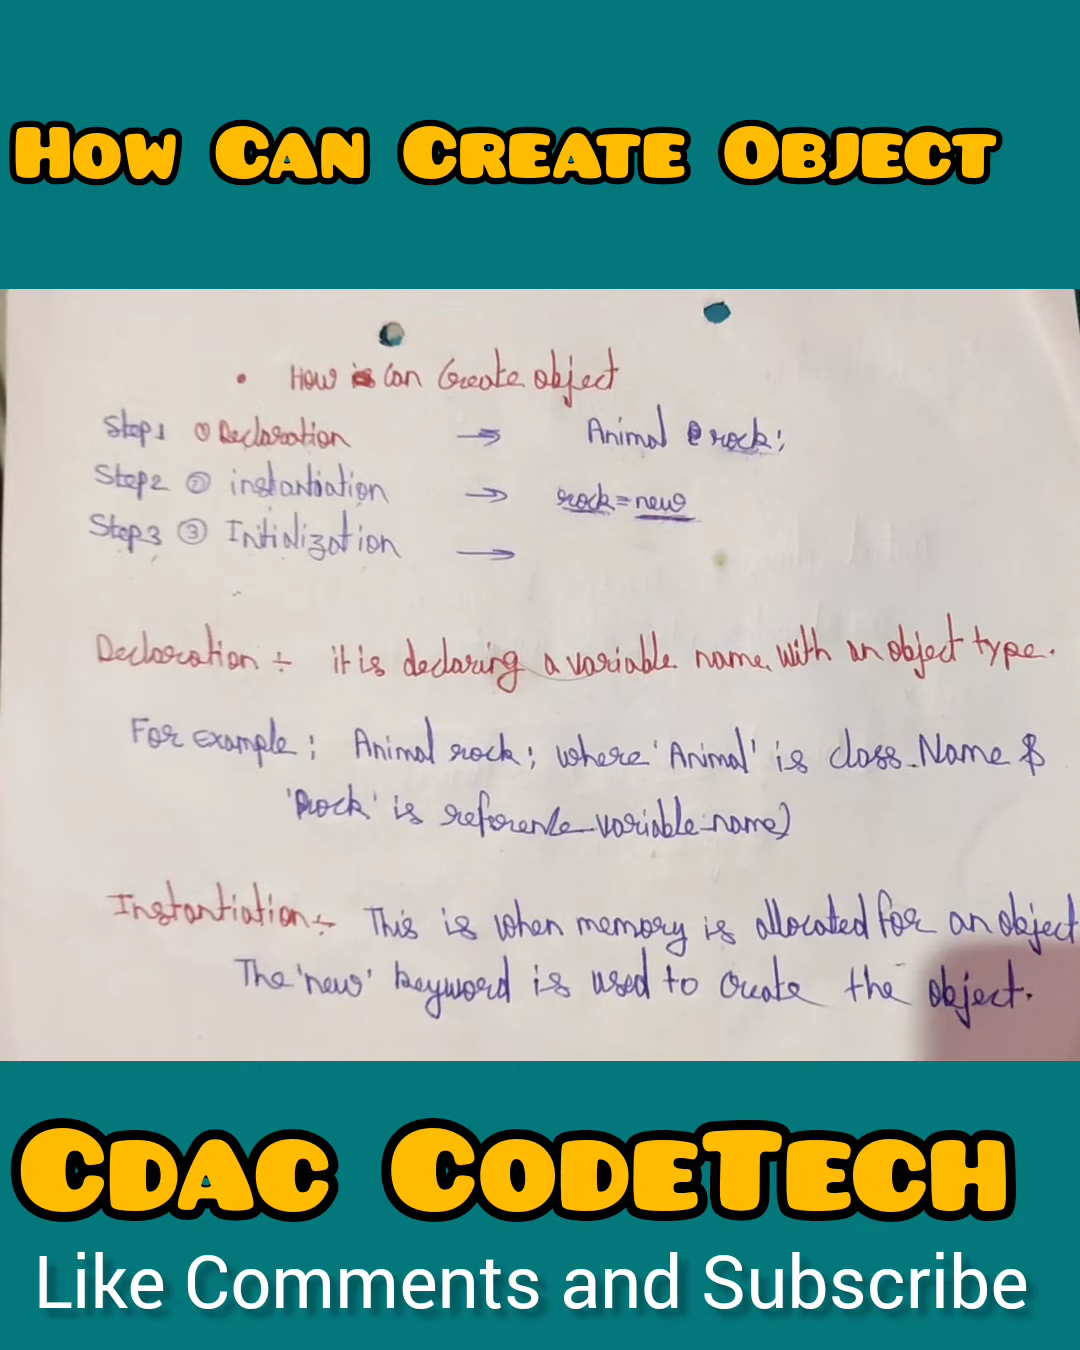 How Can Create Object
• How is Can Create object
Step1 ① Declaration → Animal rock;
Step2 ② instantiation → rock = new
Step3 ③ Initialization →
Declaration ÷ it is declaring a variable name with an object type.
For example; Animal rock; where 'Animal' is class-Name &
'rock' is reference-variable-name)
Instantiation ÷ This is when memory is allocated for an object
The 'new' keyword is used to create the object.
Cdac CodeTech
Like Comments and Subscribe